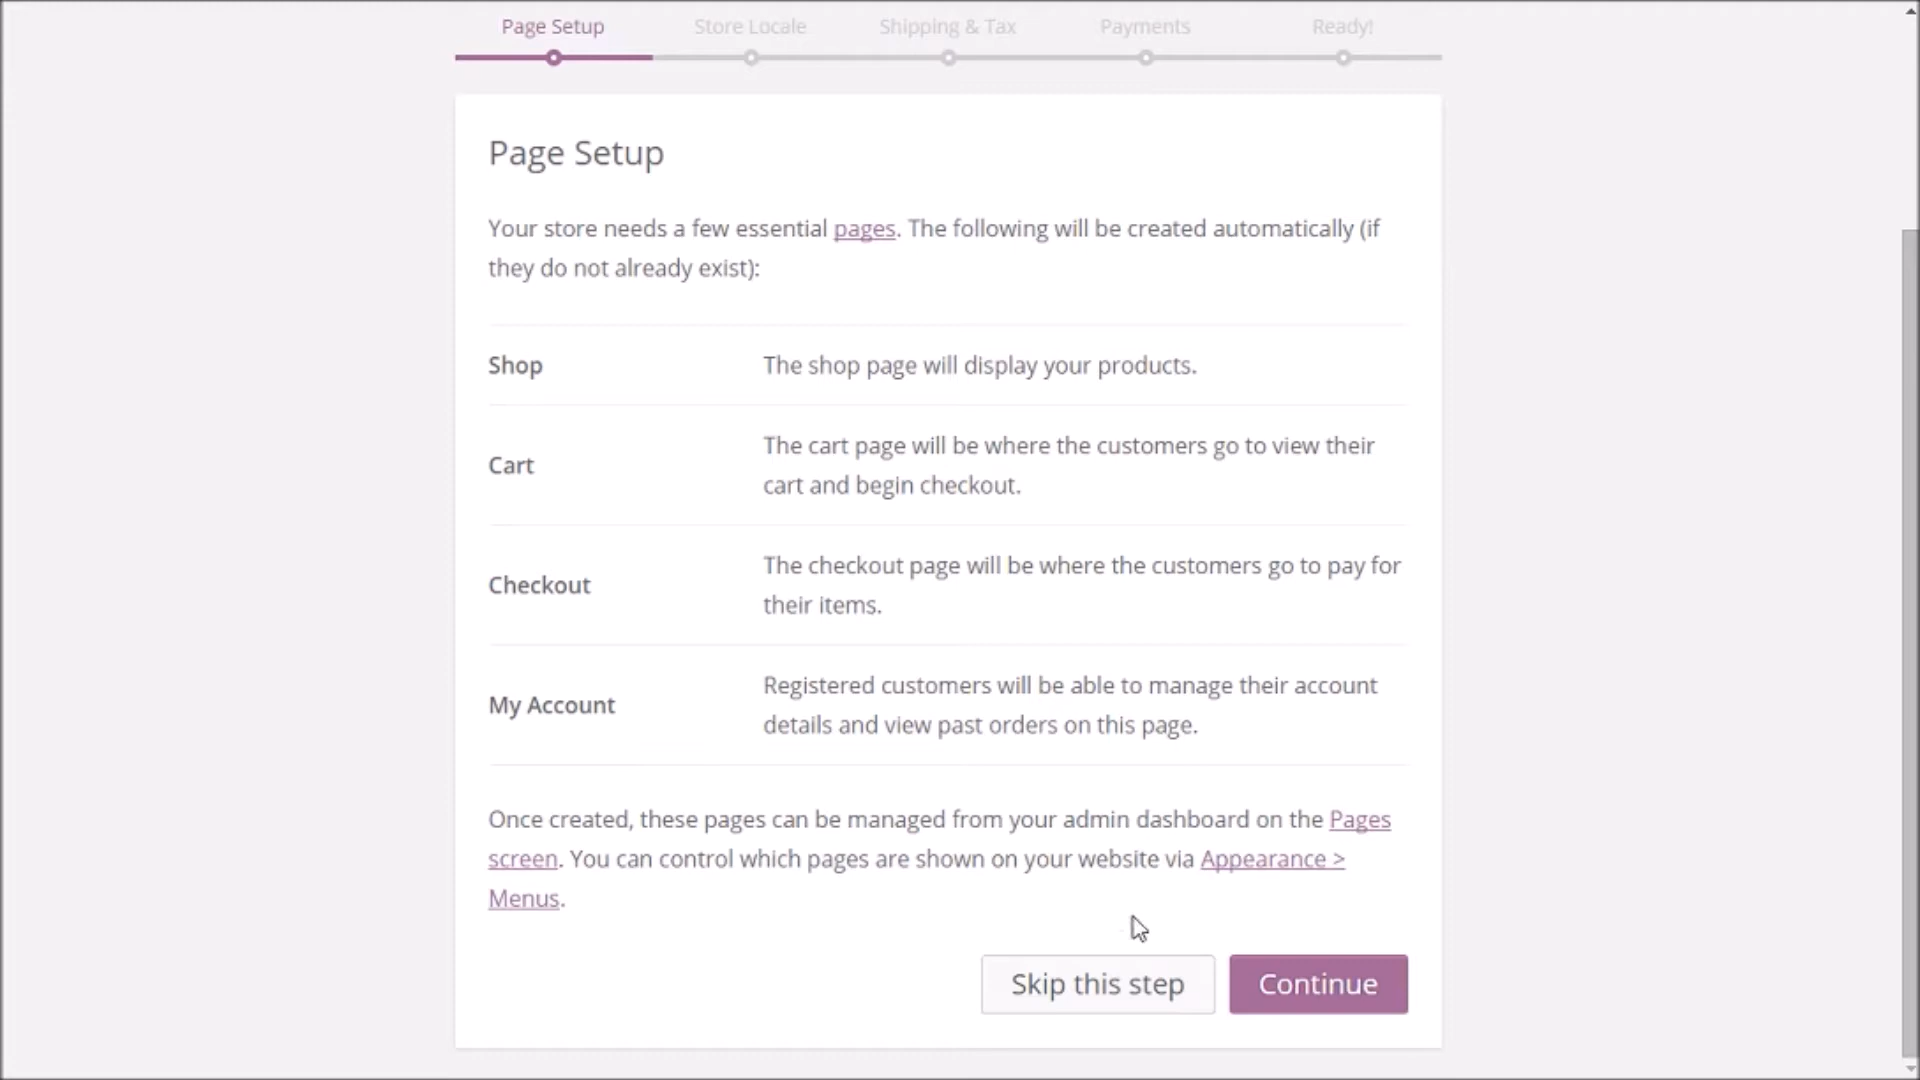 Page Setup Store Locale Shipping & Tax Payments Ready!
Page Setup
Your store needs a few essential pages. The following will be created automatically (if
they do not already exist):
Shop The shop page will display your products.
Cart The cart page will be where the customers go to view their
cart and begin checkout.
Checkout The checkout page will be where the customers go to pay for
their items.
My Account Registered customers will be able to manage their account
details and view past orders on this page.
Once created, these pages can be managed from your admin dashboard on the Pages
screen. You can control which pages are shown on your website via Appearance >
Menus.
Skip this step Continue